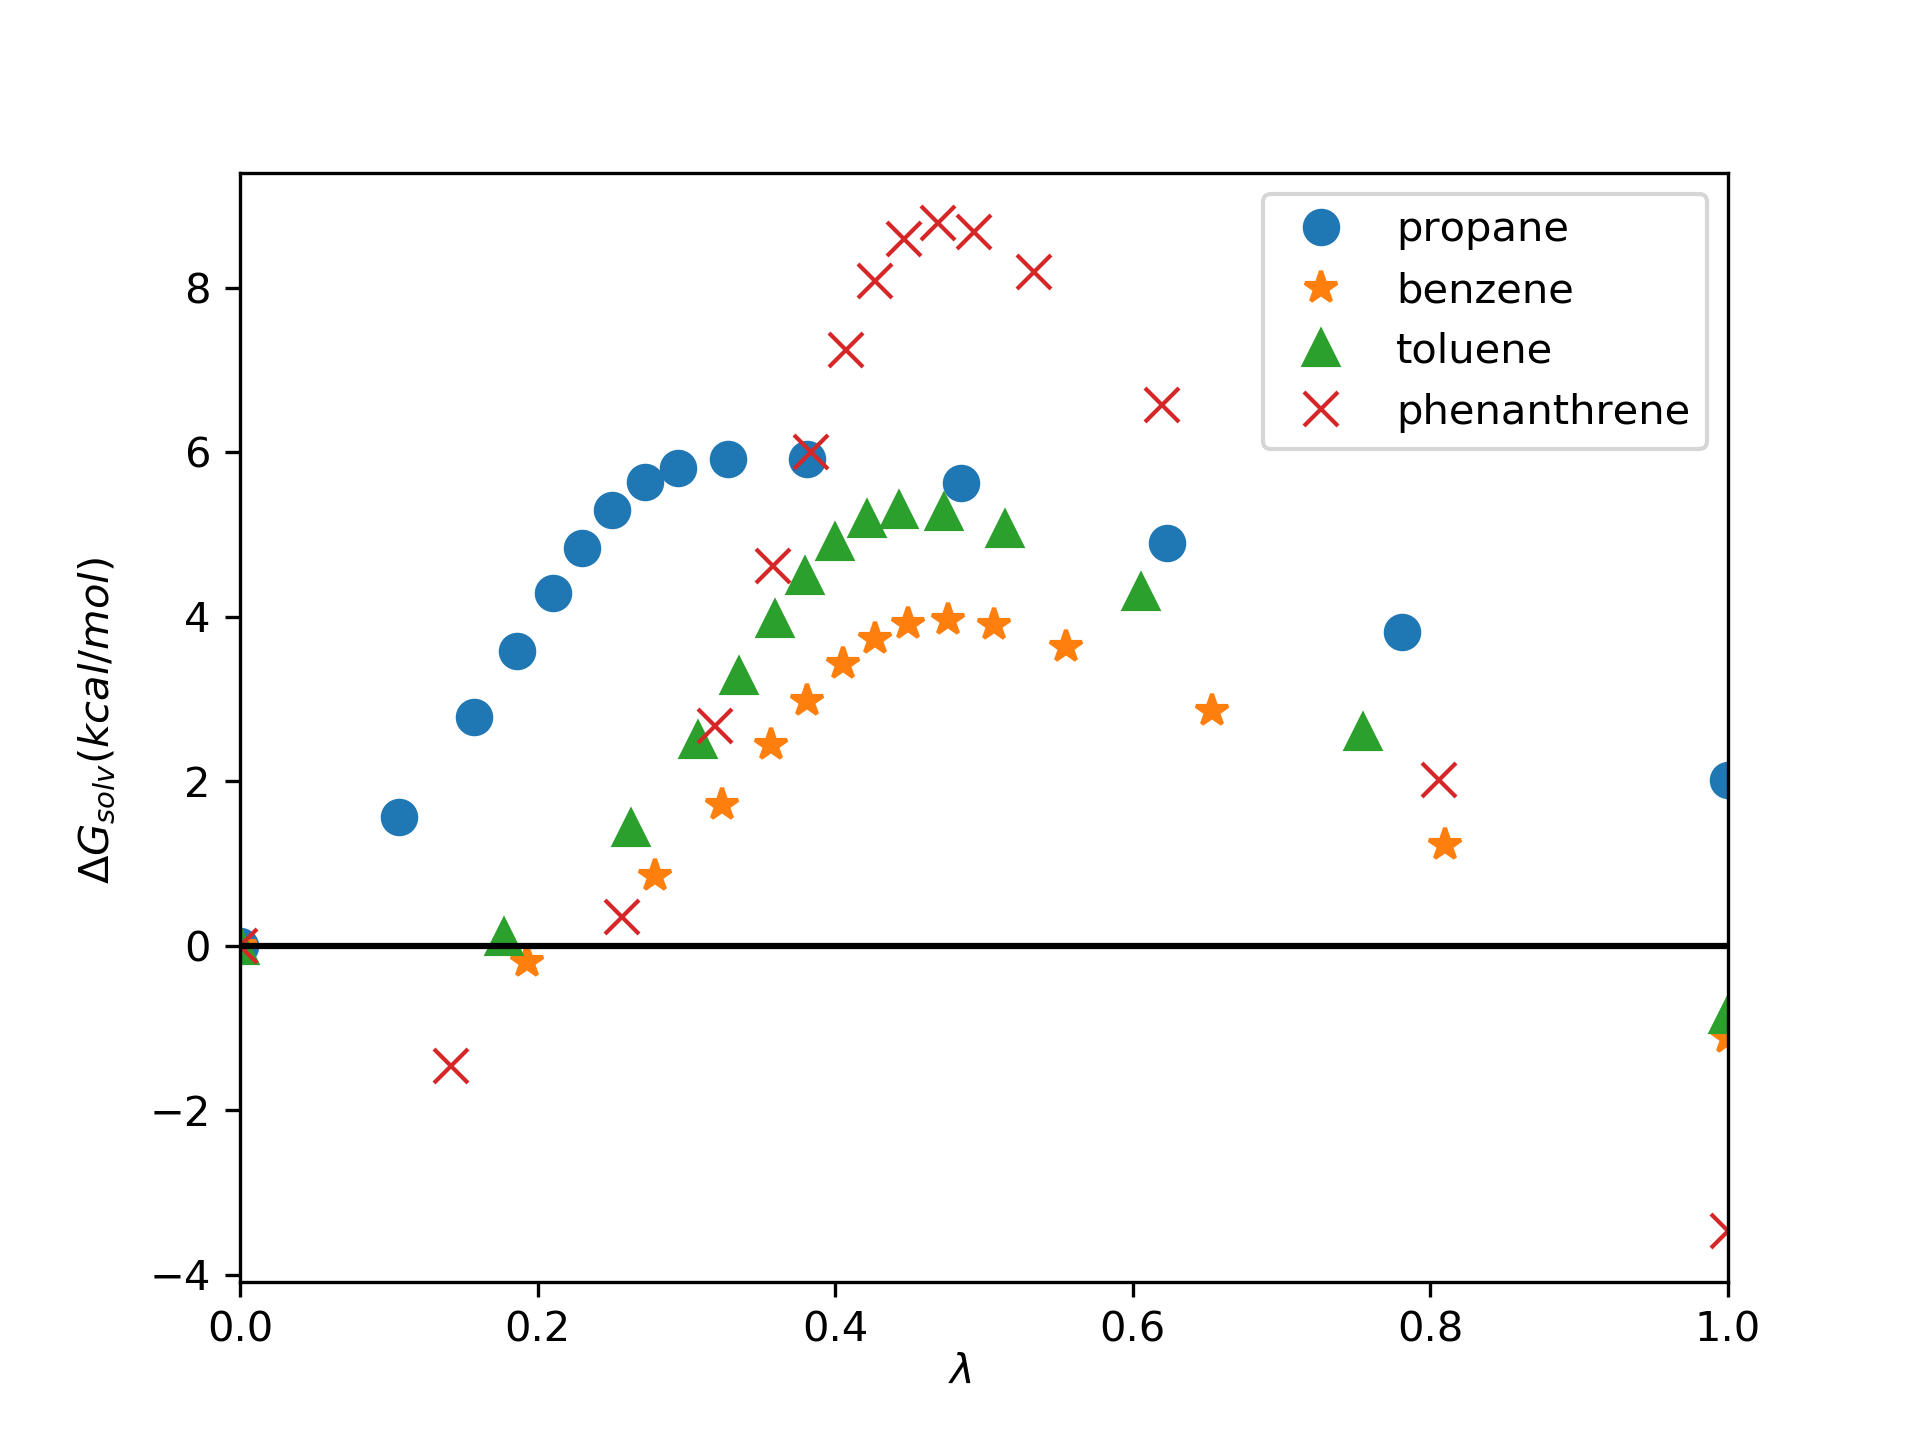 propane
benzene
toluene
phenanthrene
ΔG_solv(kcal/mol)
8
6
4
2
0
−2
−4
0.0 0.2 0.4 0.6 0.8 1.0
λ